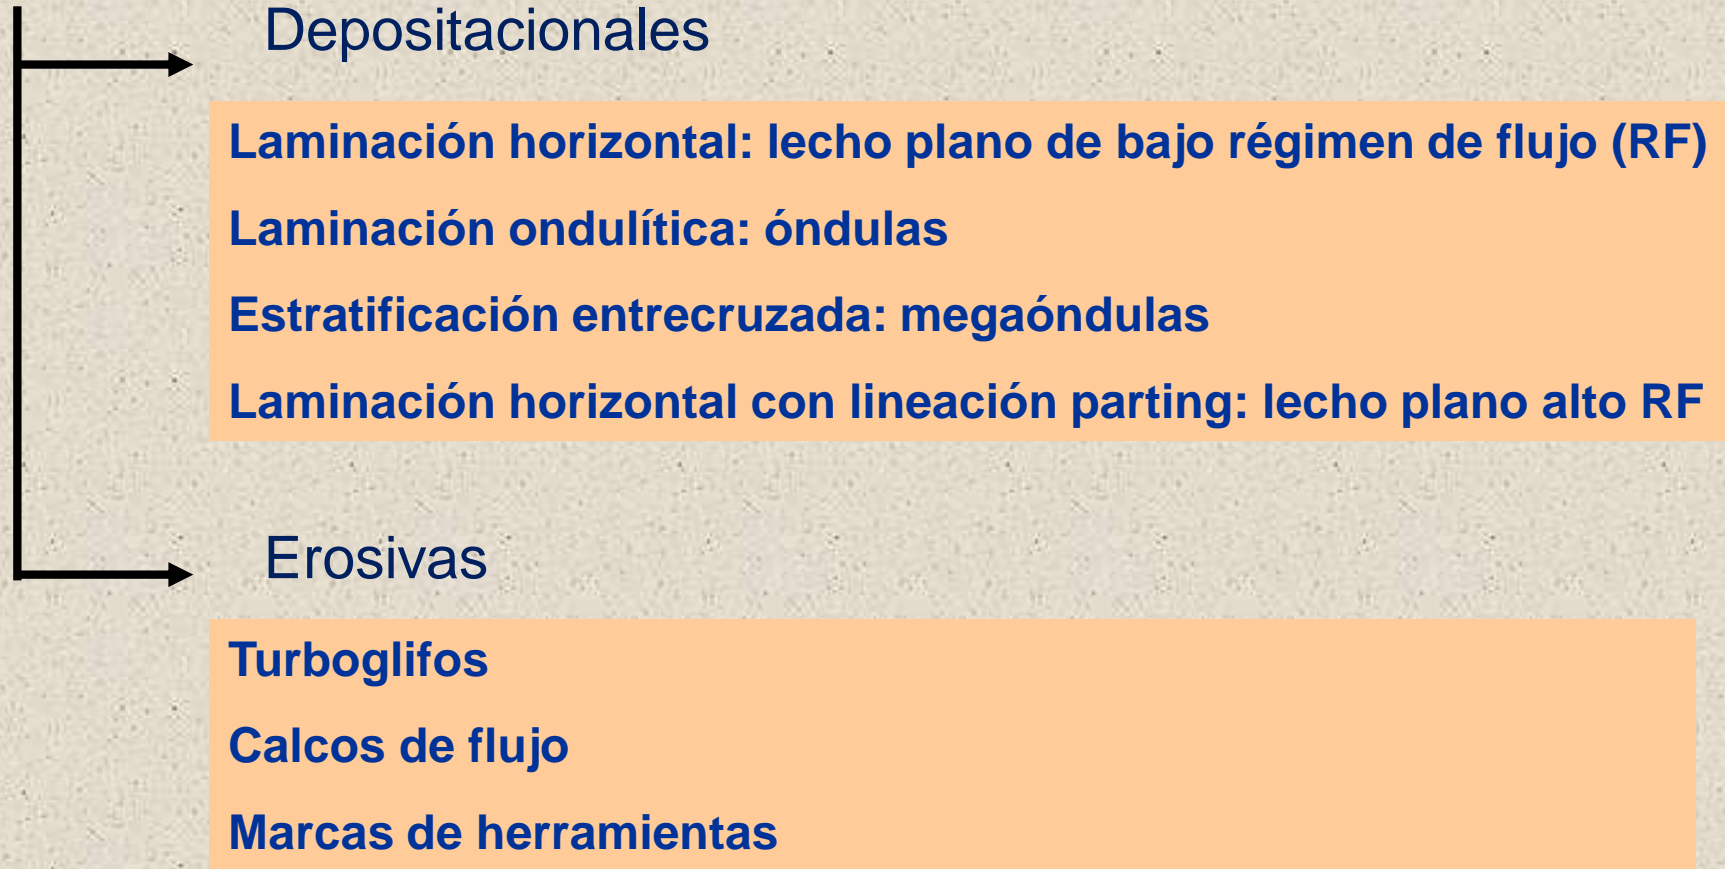 Depositacionales
Laminación horizontal: lecho plano de bajo régimen de flujo (RF)
Laminación ondulítica: óndulas
Estratificación entrecruzada: megaóndulas
Laminación horizontal con lineación parting: lecho plano alto RF
Erosivas
Turboglifos
Calcos de flujo
Marcas de herramientas